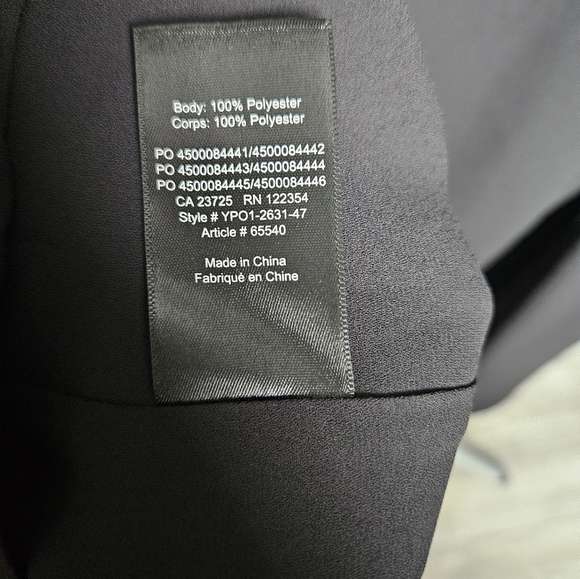 Body: 100% Polyester
Corps: 100% Polyester
PO 4500084441/4500084442
PO 4500084443/4500084444
PO 4500084445/4500084446
CA 23725 RN 122354
Style # YPO1-2631-47
Article # 65540
Made in China
Fabriqué en Chine